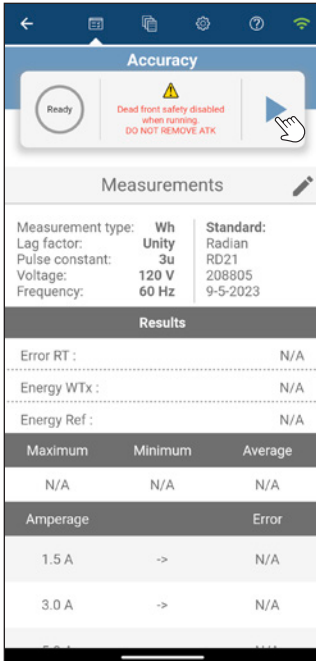 Accuracy
Ready
Dead front safety disabled
when running.
DO NOT REMOVE ATK
Measurements
Measurement type: Wh
Lag factor: Unity
Pulse constant: 3u
Voltage: 120 V
Frequency: 60 Hz
Standard:
Radian
RD21
208805
9-5-2023
Results
Error RT : N/A
Energy WTx : N/A
Energy Ref : N/A
Maximum Minimum Average
N/A N/A N/A
Amperage Error
1.5 A -> N/A
3.0 A -> N/A